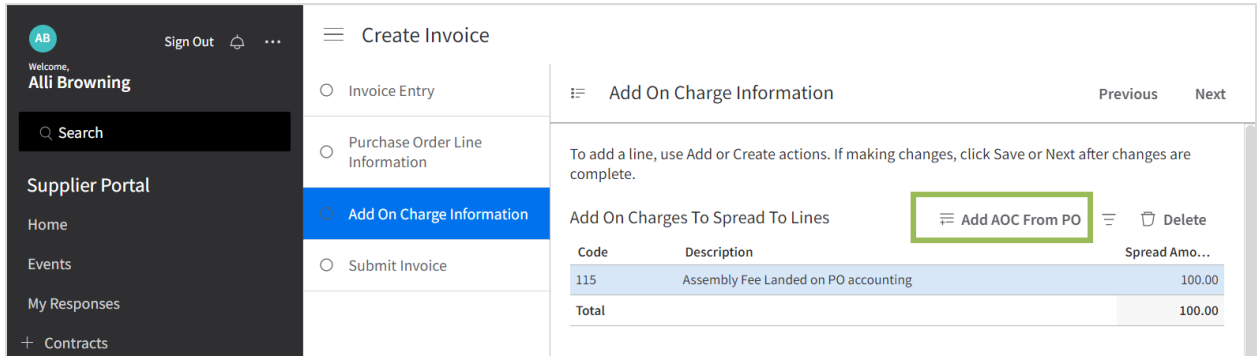 AB
Sign Out
Welcome,
Alli Browning
Search
Supplier Portal
Home
Events
My Responses
+ Contracts
Create Invoice
Invoice Entry
Purchase Order Line
Information
Add On Charge Information
Submit Invoice
Add On Charge Information
Previous Next
To add a line, use Add or Create actions. If making changes, click Save or Next after changes are
complete.
Add On Charges To Spread To Lines
Add AOC From PO
Delete
Code Description Spread Amo...
115 Assembly Fee Landed on PO accounting 100.00
Total 100.00